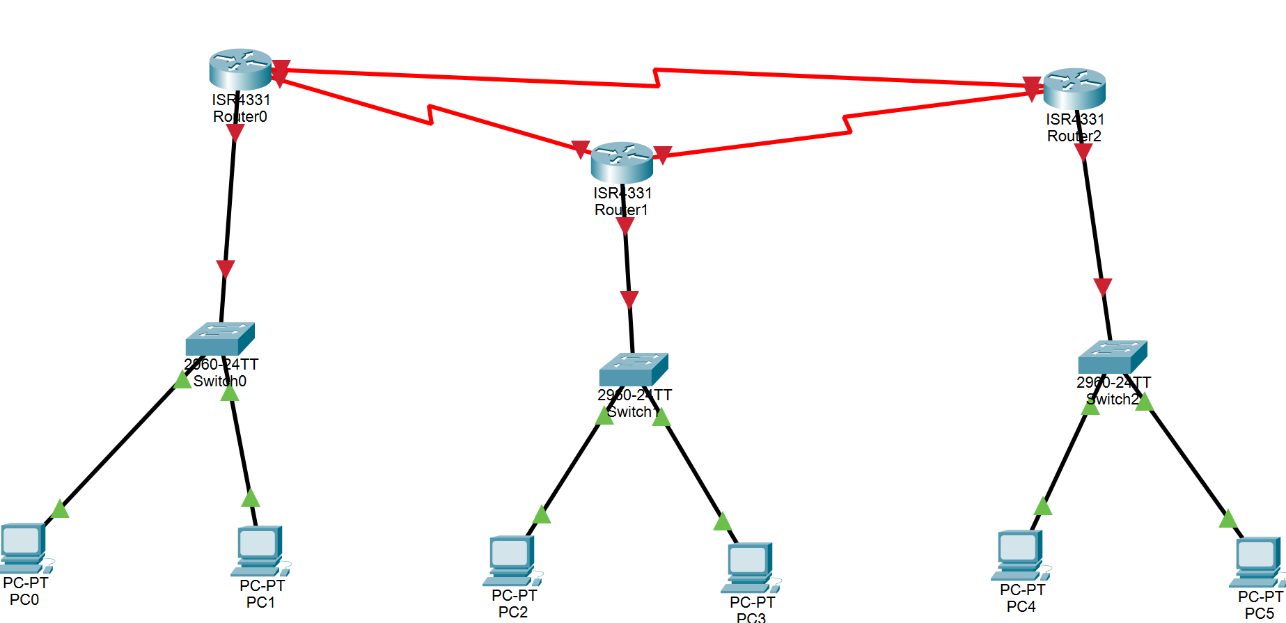 ISR4331
Router0
ISR4331
Router1
ISR4331
Router2
2960-24TT
Switch0
2960-24TT
Switch1
2960-24TT
Switch2
PC-PT
PC0
PC-PT
PC1
PC-PT
PC2
PC-PT
PC3
PC-PT
PC4
PC-PT
PC5